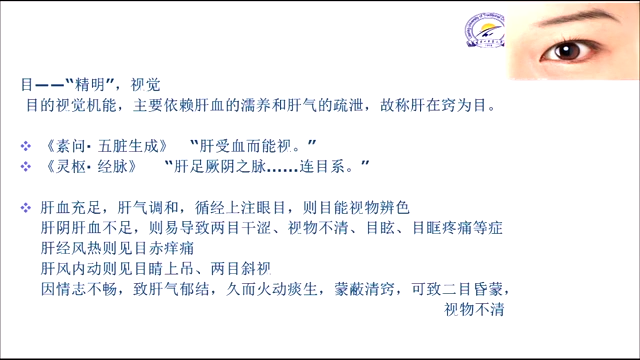 目——“精明”，视觉
目的视觉机能，主要依赖肝血的濡养和肝气的疏泄，故称肝在窍为目。
《素问·五脏生成》 “肝受血而能视。”
《灵枢·经脉》 “肝足厥阴之脉……连目系。”
肝血充足，肝气调和，循经上注眼目，则目能视物辨色
肝阴肝血不足，则易导致两目干涩、视物不清、目眩、目眶疼痛等症
肝经风热则见目赤痒痛
肝风内动则见目睛上吊、两目斜视
因情志不畅，致肝气郁结，久而火动痰生，蒙蔽清窍，可致二目昏蒙，
视物不清